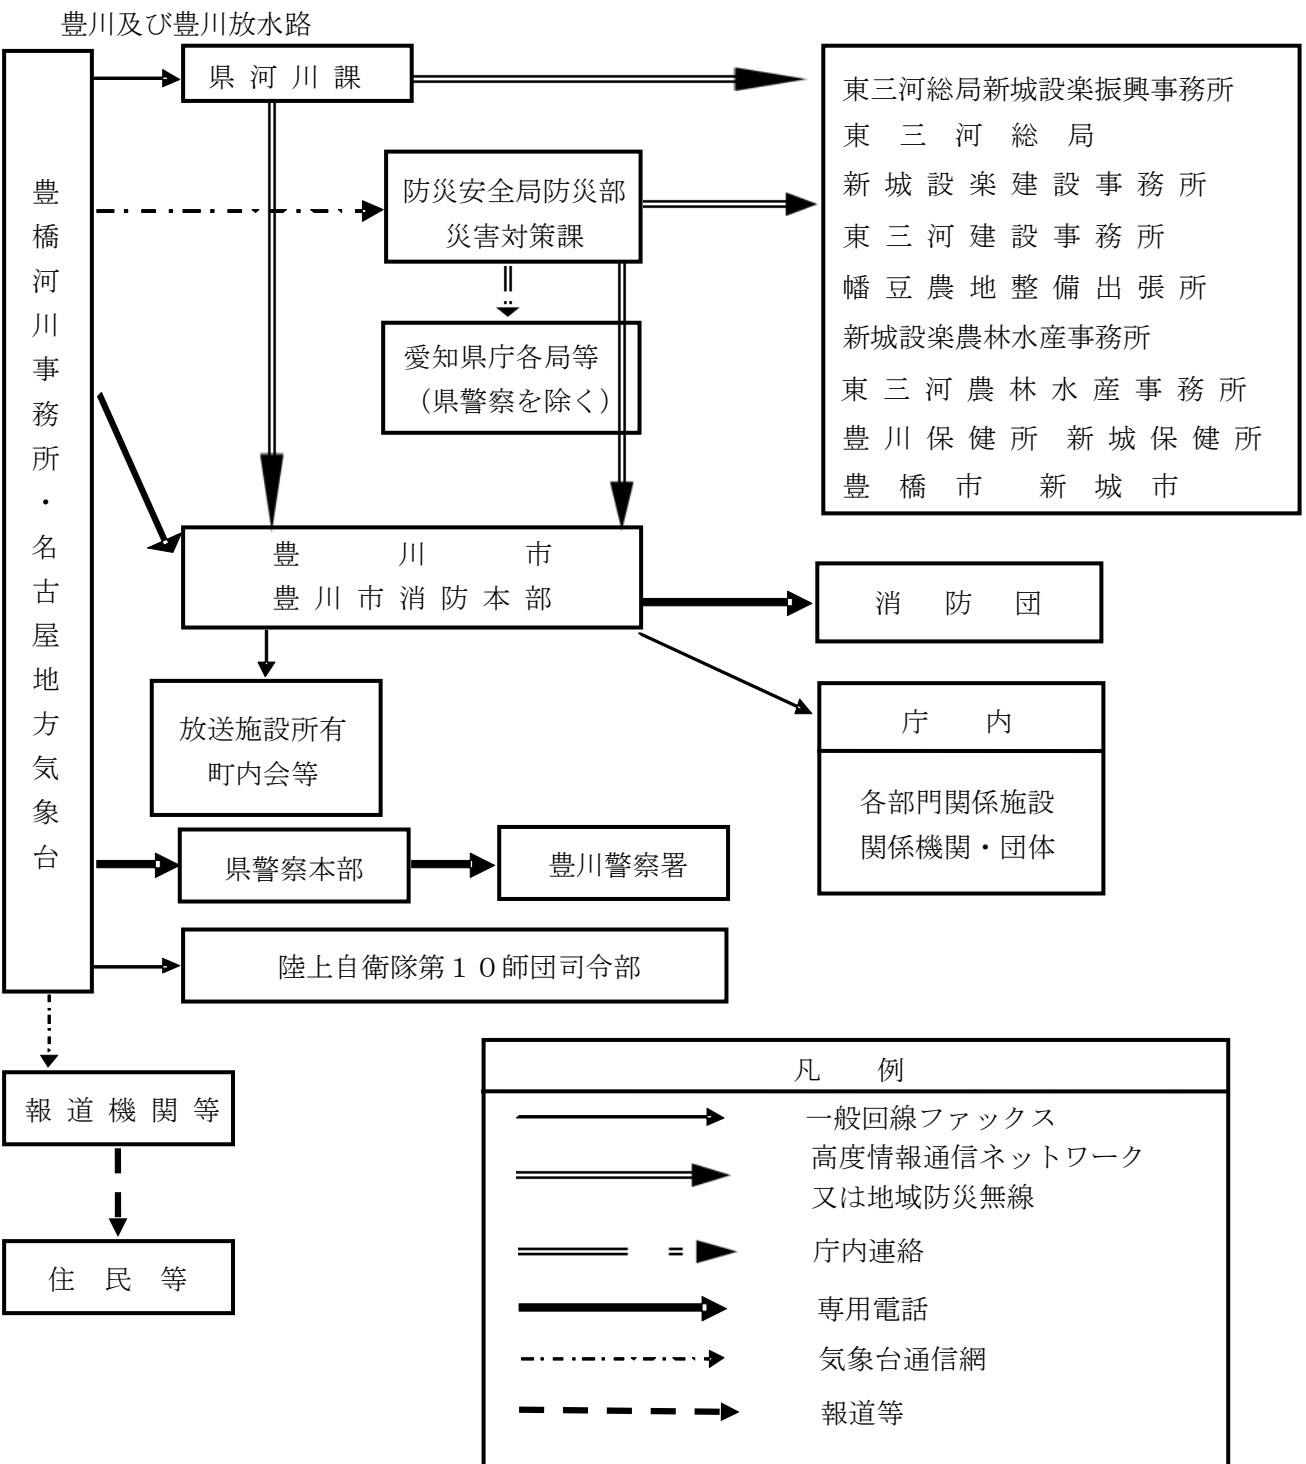 豊川及び豊川放水路
豊橋河川事務所・名古屋地方気象台
県河川課
防災安全局防災部
災害対策課
愛知県庁各局等
（県警察を除く）
東三河総局新城設楽振興事務所
東三河総局
新城設楽建設事務所
東三河建設事務所
幡豆農地整備出張所
新城設楽農林水産事務所
東三河農林水産事務所
豊川保健所　新城保健所
豊橋市　新城市
豊川市
豊川市消防本部
消防団
放送施設所有
町内会等
庁内
各部門関係施設
関係機関・団体
県警察本部
豊川警察署
陸上自衛隊第１０師団司令部
報道機関等
住民等
凡例
一般回線ファックス
高度情報通信ネットワーク
又は地域防災無線
庁内連絡
専用電話
気象台通信網
報道等